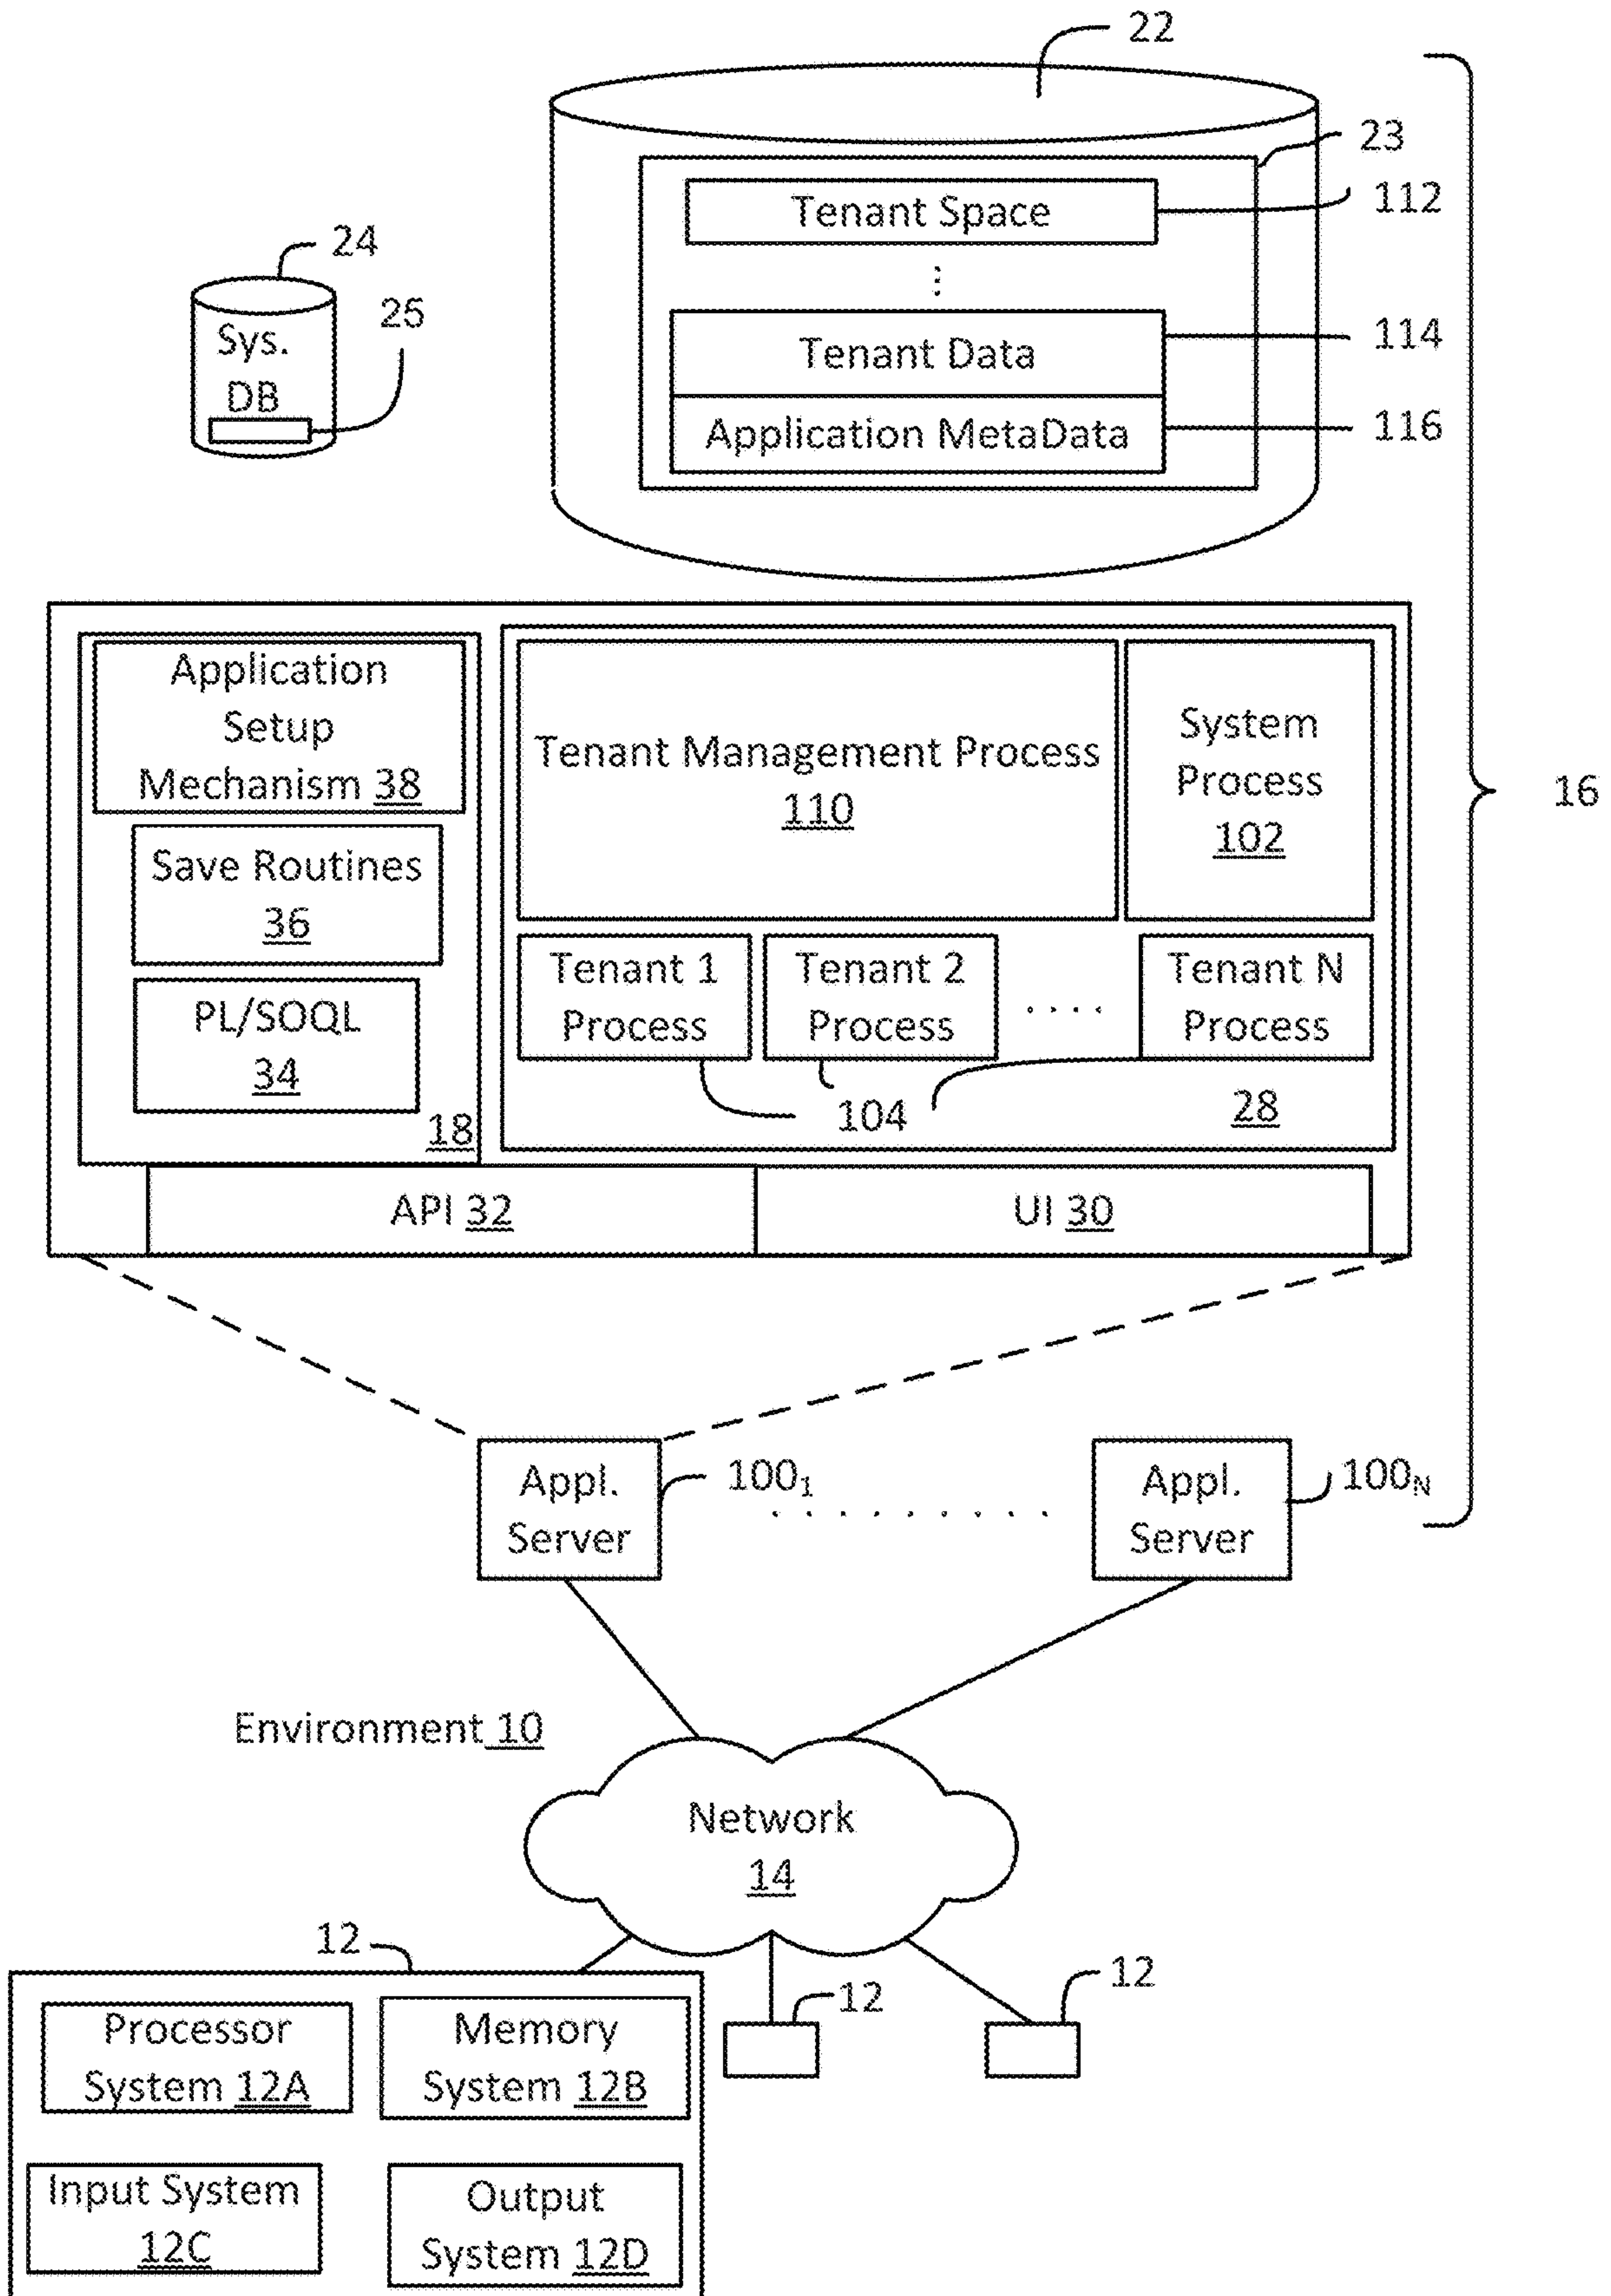 22
23
Tenant Space
112
24
25
Sys.
DB
Tenant Data
114
Application MetaData
116
16
Application
Setup
Mechanism 38
Save Routines
36
PL/SOQL
34
18
Tenant Management Process
110
System
Process
102
Tenant 1
Process
Tenant 2
Process
Tenant N
Process
104
28
API 32
UI 30
Appl.
Server
100₁
Appl.
Server
100N
Environment 10
Network
14
12
12
12
Processor
System 12A
Memory
System 12B
Input System
12C
Output
System 12D